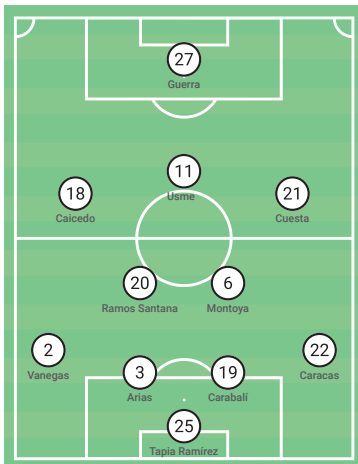 27
Guerra
11
Usme
18
Caicedo
21
Cuesta
20
Ramos Santana
6
Montoya
2
Vanegas
22
Caracas
3
Arias
19
Carabalí
25
Tapia Ramírez